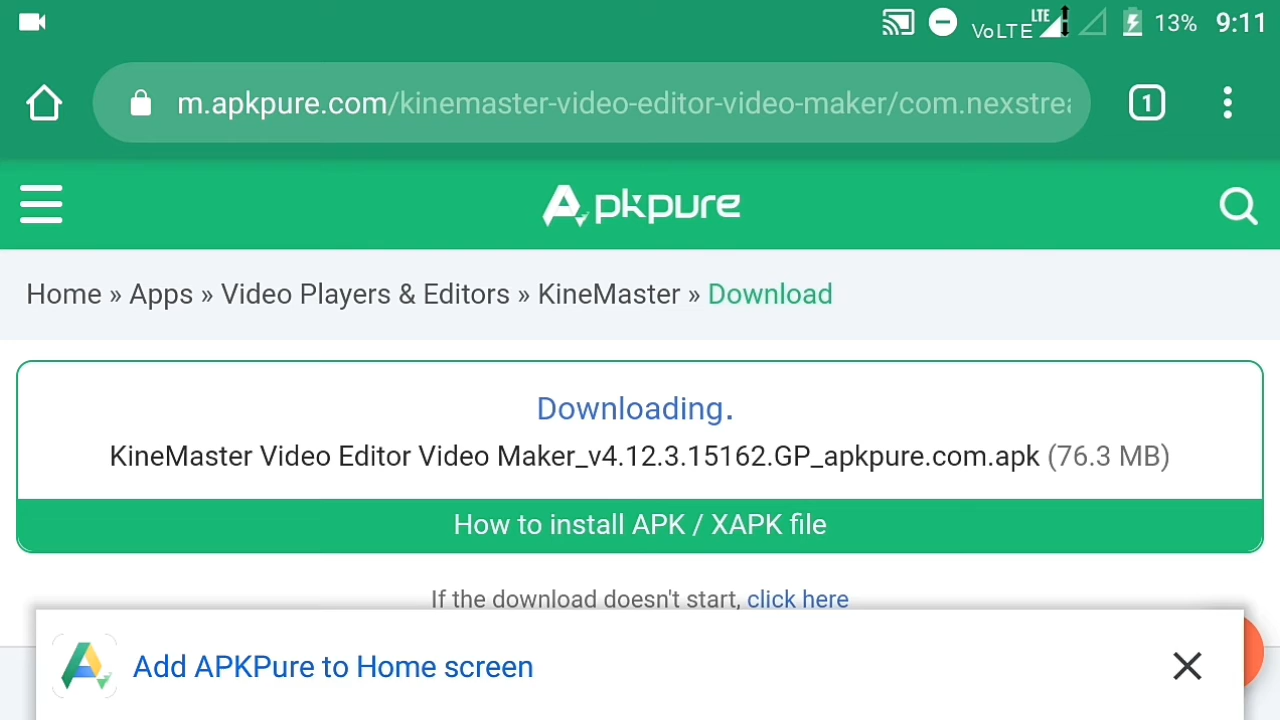 VoLTE LTE 13% 9:11
m.apkpure.com/kinemaster-video-editor-video-maker/com.nexstrea
1
Apkpure
Home » Apps » Video Players & Editors » KineMaster » Download
Downloading.
KineMaster Video Editor Video Maker_v4.12.3.15162.GP_apkpure.com.apk (76.3 MB)
How to install APK / XAPK file
If the download doesn't start, click here
Add APKPure to Home screen